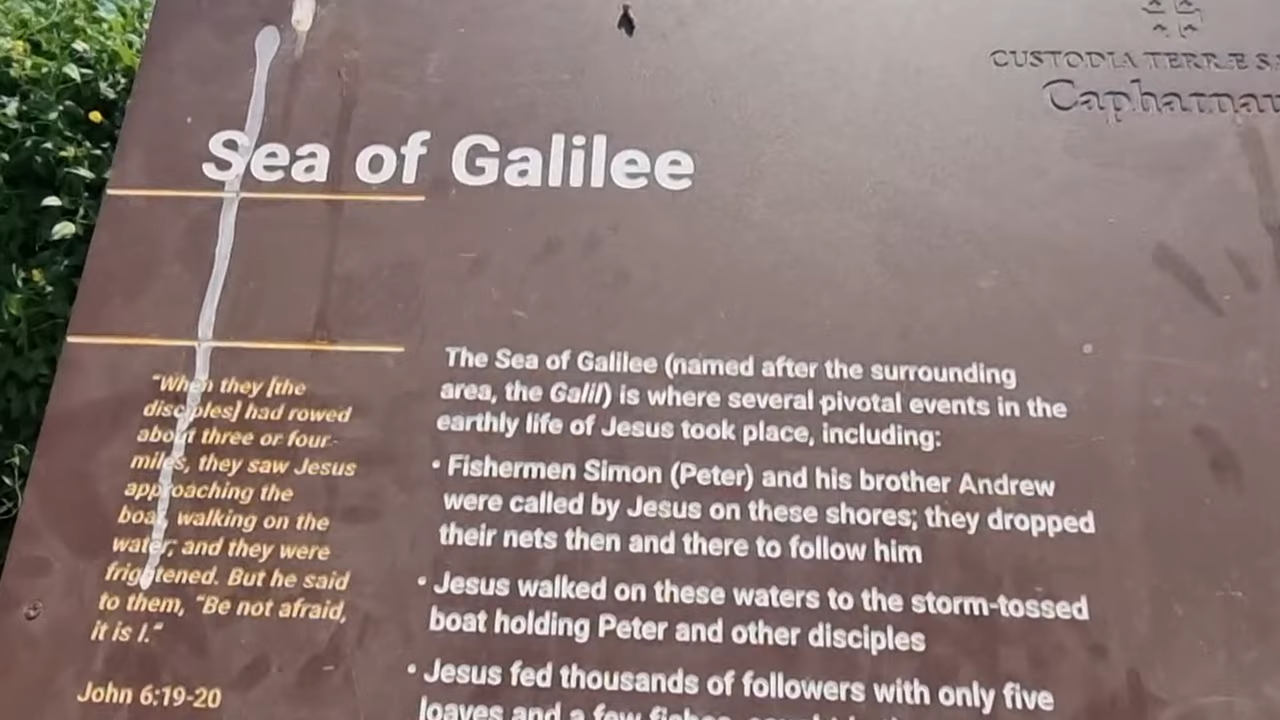 CUSTODIA TERRÆ
Sea of Galilee
"When they [the
disciples] had rowed
about three or four
miles, they saw Jesus
approaching the
boat, walking on the
water; and they were
frightened. But he said
to them, "Be not afraid,
it is I."
John 6:19-20
The Sea of Galilee (named after the surrounding
area, the Galil) is where several pivotal events in the
earthly life of Jesus took place, including:
• Fishermen Simon (Peter) and his brother Andrew
were called by Jesus on these shores; they dropped
their nets then and there to follow him
• Jesus walked on these waters to the storm-tossed
boat holding Peter and other disciples
• Jesus fed thousands of followers with only five
loaves and a few fishes